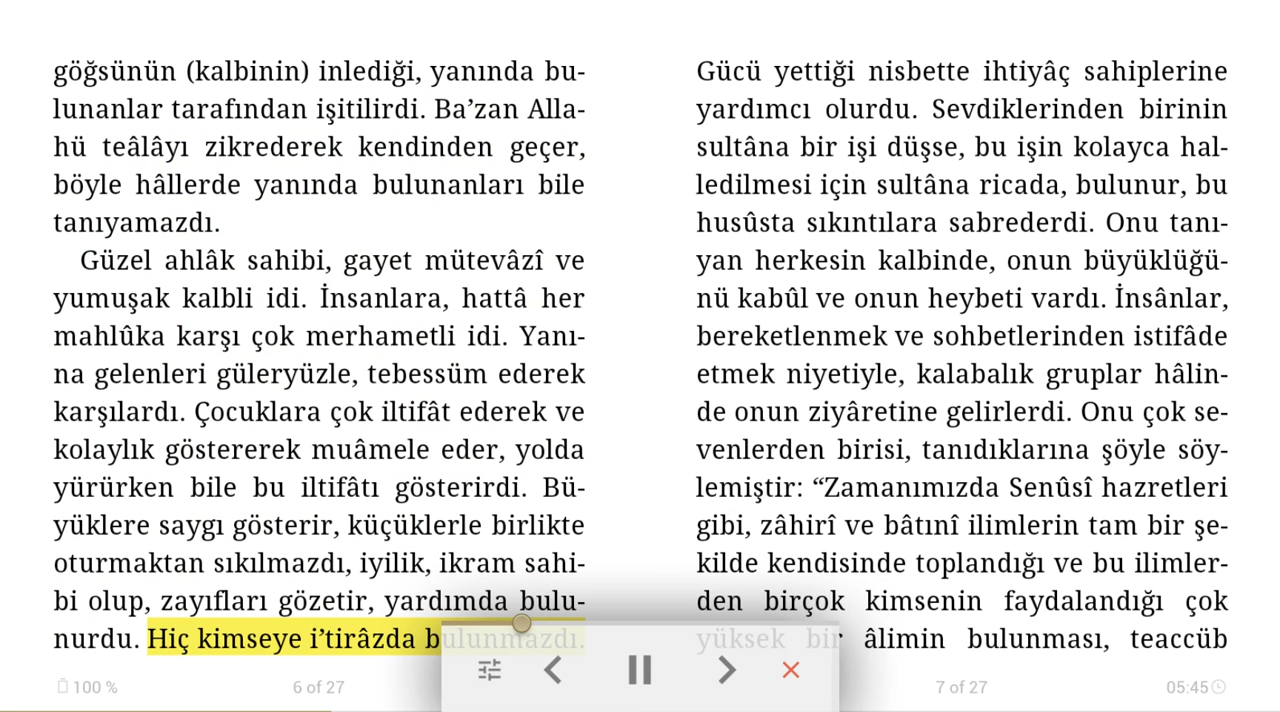 göğsünün (kalbinin) inlediği, yanında bu-
lunanlar tarafından işitilirdi. Ba’zan Alla-
hü teâlâyı zikrederek kendinden geçer,
böyle hâllerde yanında bulunanları bile
tanıyamazdı.
Güzel ahlâk sahibi, gayet mütevâzî ve
yumuşak kalbli idi. İnsanlara, hattâ her
mahlûka karşı çok merhametli idi. Yanı-
na gelenleri güleryüzle, tebessüm ederek
karşılardı. Çocuklara çok iltifât ederek ve
kolaylık göstererek muâmele eder, yolda
yürürken bile bu iltifâtı gösterirdi. Bü-
yüklere saygı gösterir, küçüklerle birlikte
oturmaktan sıkılmazdı, iyilik, ikram sahi-
bi olup, zayıfları gözetir, yardımda bulu-
nurdu. Hiç kimseye i’tirâzda bulunmazdı.
100 %
6 of 27
Gücü yettiği nisbette ihtiyâç sahiplerine
yardımcı olurdu. Sevdiklerinden birinin
sultâna bir işi düşse, bu işin kolayca hal-
ledilmesi için sultâna ricada, bulunur, bu
husûsta sıkıntılara sabrederdi. Onu tanı-
yan herkesin kalbinde, onun büyüklüğü-
nü kabûl ve onun heybeti vardı. İnsânlar,
bereketlenmek ve sohbetlerinden istifâde
etmek niyetiyle, kalabalık gruplar hâlin-
de onun ziyâretine gelirlerdi. Onu çok se-
venlerden birisi, tanıdıklarına şöyle söy-
lemiştir: “Zamanımızda Senûsî hazretleri
gibi, zâhirî ve bâtınî ilimlerin tam bir şe-
kilde kendisinde toplandığı ve bu ilimler-
den birçok kimsenin faydalandığı çok
yüksek bir âlimin bulunması, teaccüb
7 of 27
05:45